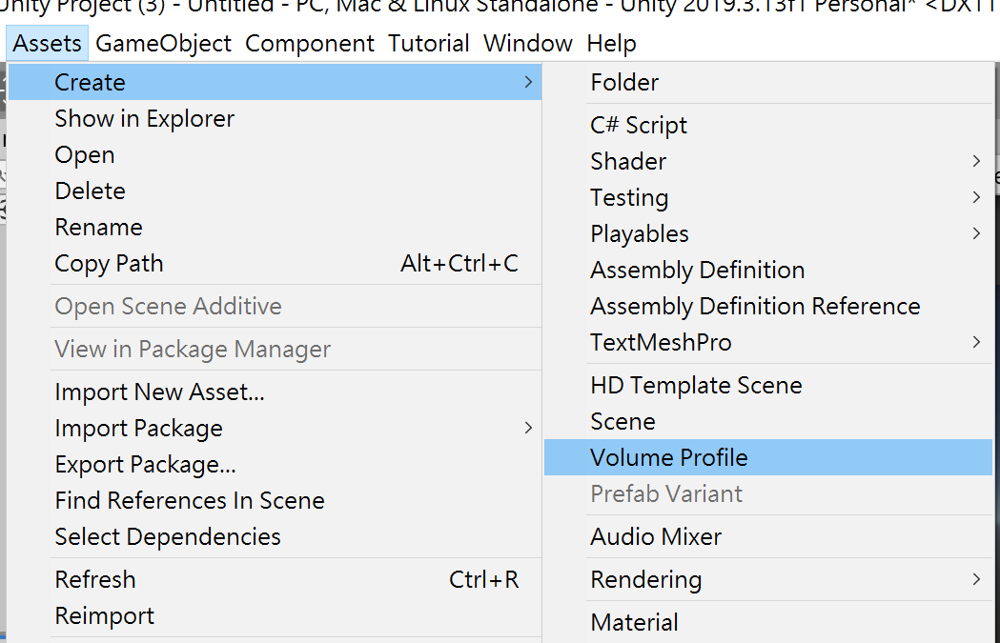 Unity Project (3) - Untitled - PC, Mac & Linux Standalone - Unity 2019.3.13f1 Personal* <DX11
Assets GameObject Component Tutorial Window Help
Create
Show in Explorer
Open
Delete
Rename
Copy Path Alt+Ctrl+C
Open Scene Additive
View in Package Manager
Import New Asset...
Import Package
Export Package...
Find References In Scene
Select Dependencies
Refresh Ctrl+R
Reimport
Folder
C# Script
Shader
Testing
Playables
Assembly Definition
Assembly Definition Reference
TextMeshPro
HD Template Scene
Scene
Volume Profile
Prefab Variant
Audio Mixer
Rendering
Material